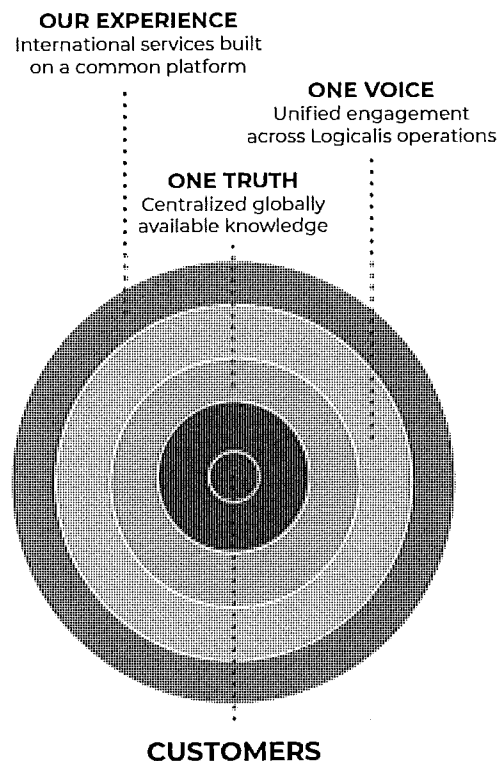 OUR EXPERIENCE
International services built
on a common platform
ONE VOICE
Unified engagement
across Logicalis operations
ONE TRUTH
Centralized globally
available knowledge
CUSTOMERS